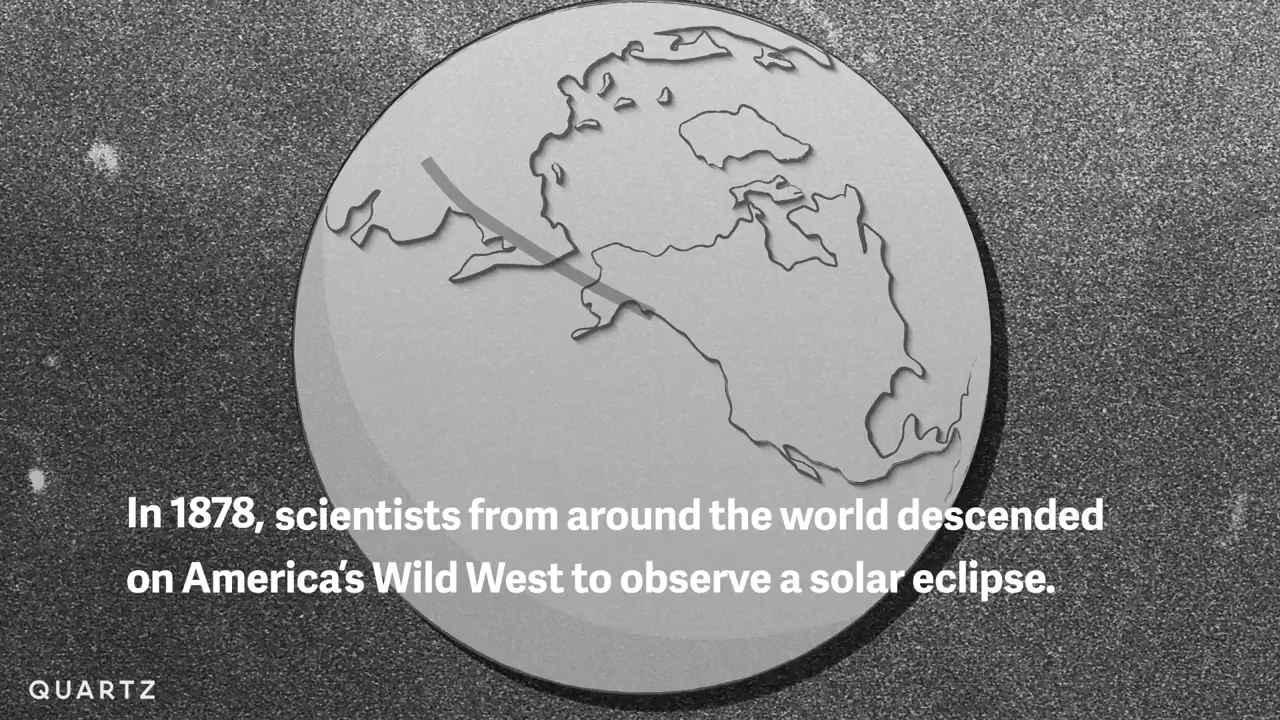 In 1878, scientists from around the world descended
on America's Wild West to observe a solar eclipse.
QUARTZ